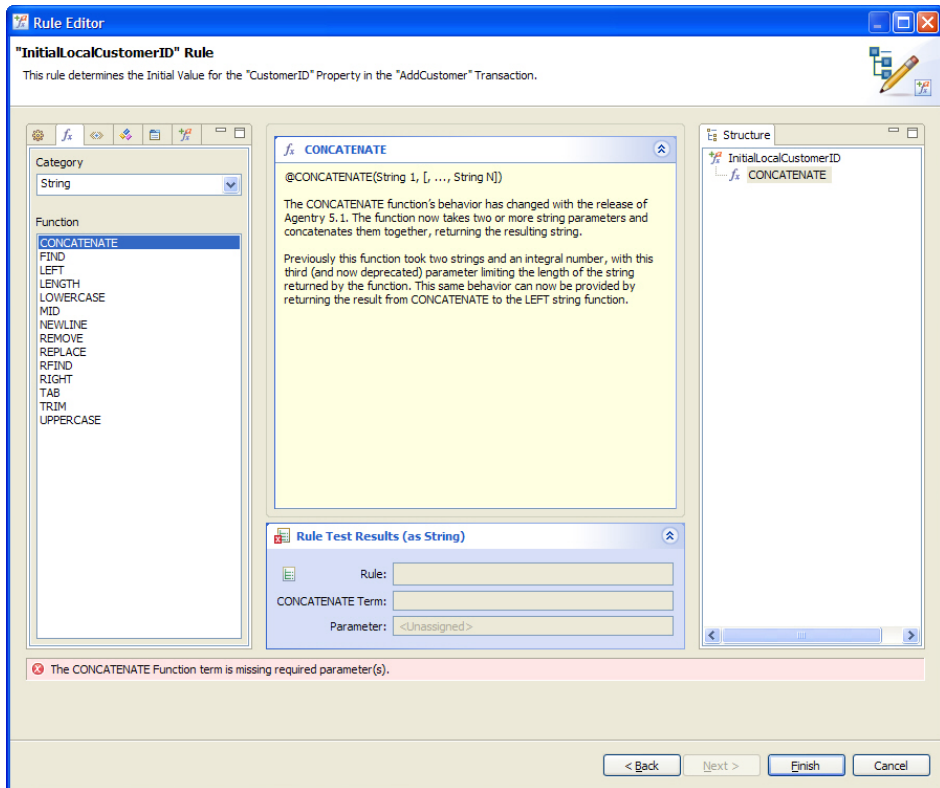 Rule Editor
"InitialLocalCustomerID" Rule
This rule determines the Initial Value for the "CustomerID" Property in the "AddCustomer" Transaction.
Category
String
Function
CONCATENATE
FIND
LEFT
LENGTH
LOWERCASE
MID
NEWLINE
REMOVE
REPLACE
RFIND
RIGHT
TAB
TRIM
UPPERCASE
CONCATENATE
@CONCATENATE(String 1, [, ..., String N])
The CONCATENATE function's behavior has changed with the release of
Agentry 5.1. The function now takes two or more string parameters and
concatenates them together, returning the resulting string.
Previously this function took two strings and an integral number, with this
third (and now deprecated) parameter limiting the length of the string
returned by the function. This same behavior can now be provided by
returning the result from CONCATENATE to the LEFT string function.
Rule Test Results (as String)
Rule:
CONCATENATE Term:
Parameter: <Unassigned>
Structure
InitialLocalCustomerID
CONCATENATE
The CONCATENATE Function term is missing required parameter(s).
< Back Next > Finish Cancel